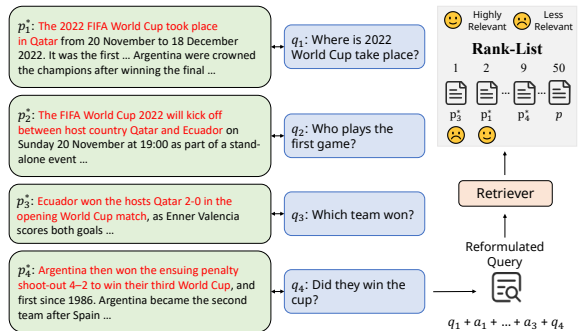 p₁*: The 2022 FIFA World Cup took place
in Qatar from 20 November to 18 December
2022. It was the first ... Argentina were crowned
the champions after winning the final ...
q₁: Where is 2022
World Cup take place?
p₂*: The FIFA World Cup 2022 will kick off
between host country Qatar and Ecuador on
Sunday 20 November at 19:00 as part of a stand-
alone event ...
q₂: Who plays the
first game?
p₃*: Ecuador won the hosts Qatar 2-0 in the
opening World Cup match, as Enner Valencia
scores both goals ...
q₃: Which team won?
p₄*: Argentina then won the ensuing penalty
shoot-out 4–2 to win their third World Cup, and
first since 1986. Argentina became the second
team after Spain ...
q₄: Did they win the
cup?
Highly
Relevant
Less
Relevant
Rank-List
1 2 9 50
... ...
p₃* p₁* p₄* p
Retriever
Reformulated
Query
q₁ + a₁ + ... + a₃ + q₄